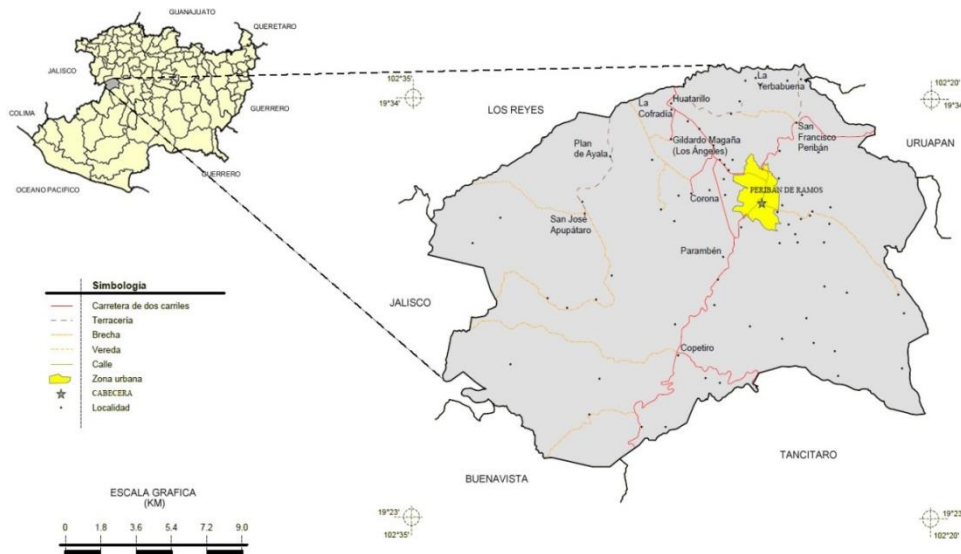 GUANAJUATO
QUERETARO
JALISCO
COLIMA
GUERRERO
GUERRERO
OCEANO PACIFICO
102°35'
19°34'
102°20'
19°34
LOS REYES
URUAPAN
JALISCO
BUENAVISTA
TANCITARO
La
Yerbabuena
Huatarillo
La
Cofradía
San
Francisco
Peribán
Gildardo Magaña
(Los Ángeles)
Plan
de Ayala
PERIBÁN DE RAMOS
Corona
San José
Apupátaro
Parambén
Copetiro
Simbología
Carretera de dos carriles
Terracería
Brecha
Vereda
Calle
Zona urbana
CABECERA
Localidad
ESCALA GRAFICA
(KM)
0 1.8 3.6 5.4 7.2 9.0
19°23'
102°35'
19°23
102°20'